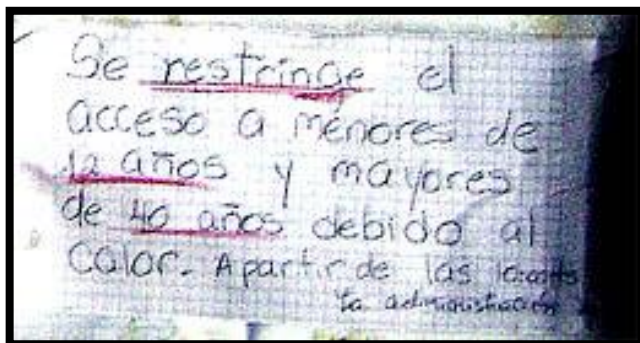 Se restringe el
acceso a menores de
12 años y mayores
de 40 años debido al
Calor. Apartir de las
la administración